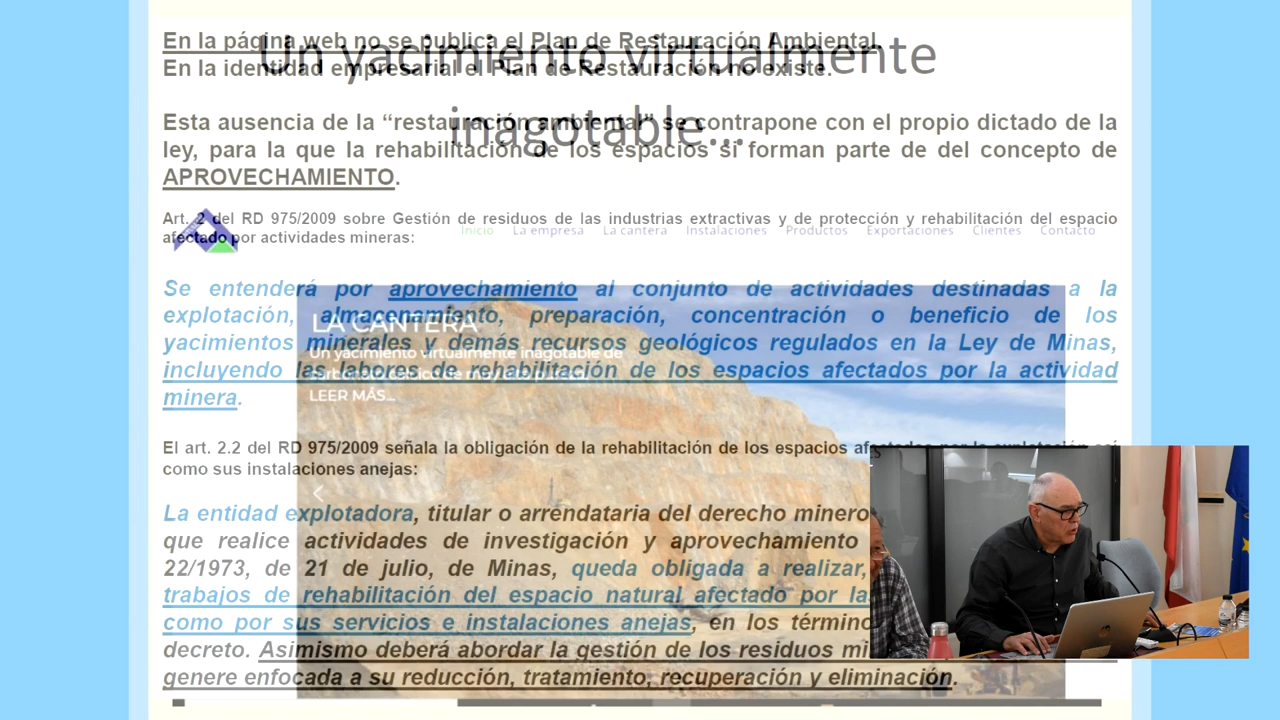 Un yacimiento virtualmente
inagotable...
En la página web no se publica el Plan de Restauración Ambiental.
En la identidad empresarial el Plan de Restauración no existe.
Esta ausencia de la “restauración ambiental” se contrapone con el propio dictado de la
ley, para la que la rehabilitación de los espacios si forman parte de del concepto de
APROVECHAMIENTO.
Art. 2 del RD 975/2009 sobre Gestión de residuos de las industrias extractivas y de protección y rehabilitación del espacio
afectado por actividades mineras:
Inicio La empresa La cantera Instalaciones Productos Exportaciones Clientes Contacto
Se entenderá por aprovechamiento al conjunto de actividades destinadas a la
explotación, almacenamiento, preparación, concentración o beneficio de los
yacimientos minerales y demás recursos geológicos regulados en la Ley de Minas,
incluyendo las labores de rehabilitación de los espacios afectados por la actividad
minera.
LA CANTERA
Un yacimiento virtualmente inagotable de
LEER MÁS...
El art. 2.2 del RD 975/2009 señala la obligación de la rehabilitación de los espacios
como sus instalaciones anejas:
La entidad explotadora, titular o arrendataria del derecho minero
que realice actividades de investigación y aprovechamiento
22/1973, de 21 de julio, de Minas, queda obligada a realizar,
trabajos de rehabilitación del espacio natural afectado por la
como por sus servicios e instalaciones anejas, en los término
decreto. Asimismo deberá abordar la gestión de los residuos mi
genere enfocada a su reducción, tratamiento, recuperación y eliminación.